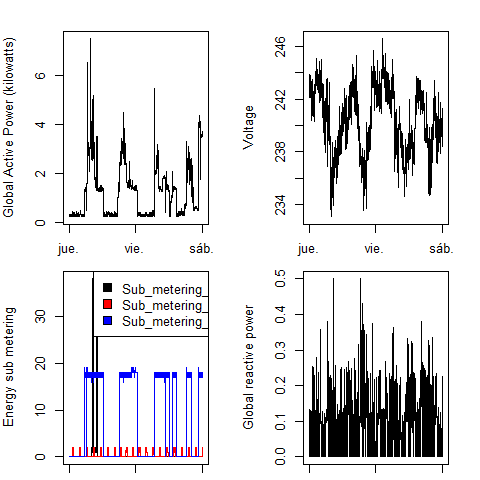 Global Active Power (kilowatts)
0 2 4 6
jue. vie. sáb.
Voltage
234 238 242 246
jue. vie. sáb.
Energy sub metering
0 10 20 30
Sub_metering_
Sub_metering_
Sub_metering_
Global reactive power
0.0 0.1 0.2 0.3 0.4 0.5